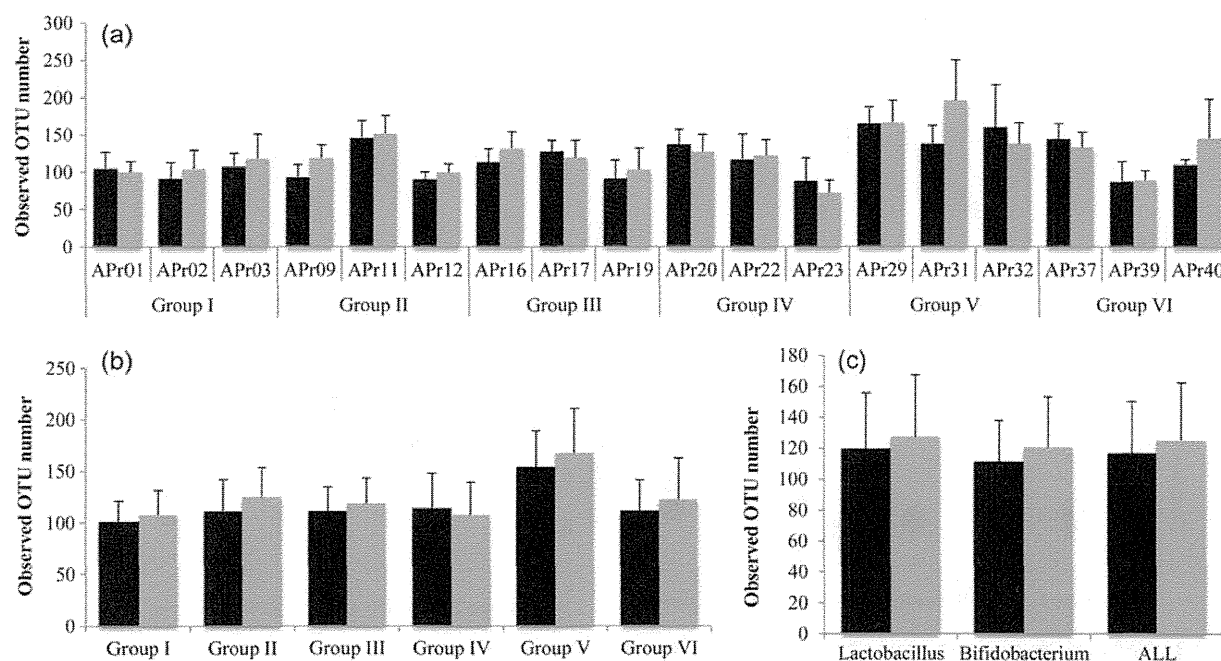 (a)
Observed OTU number
300
250
200
150
100
50
0
APr01 APr02 APr03 APr09 APr11 APr12 APr16 APr17 APr19 APr20 APr22 APr23 APr29 APr31 APr32 APr37 APr39 APr40
Group I Group II Group III Group IV Group V Group VI
(b)
Observed OTU number
250
200
150
100
50
0
Group I Group II Group III Group IV Group V Group VI
(c)
Observed OTU number
180
160
140
120
100
80
60
40
20
0
Lactobacillus Bifidobacterium ALL